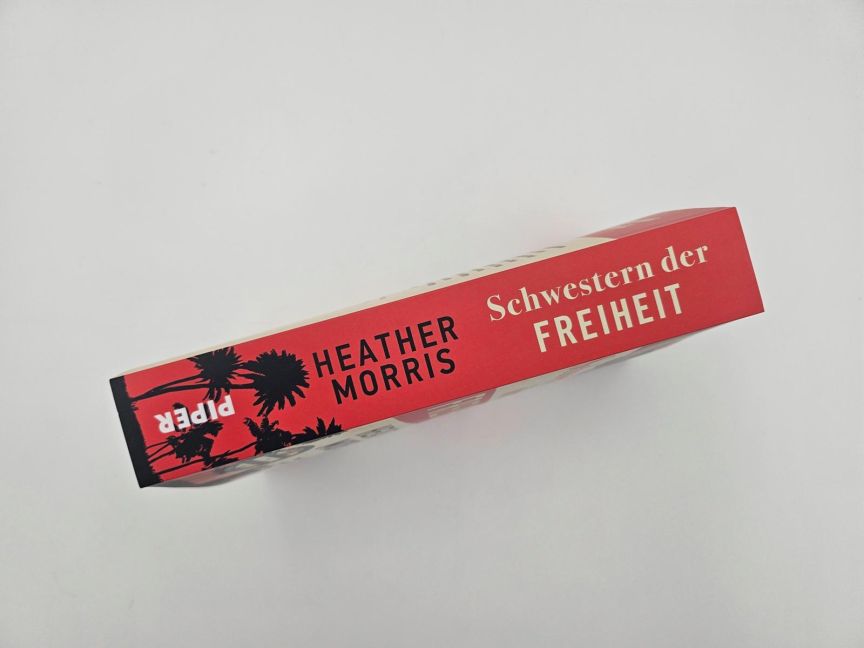 HEATHER
MORRIS
Schwestern der
FREIHEIT
PIPER